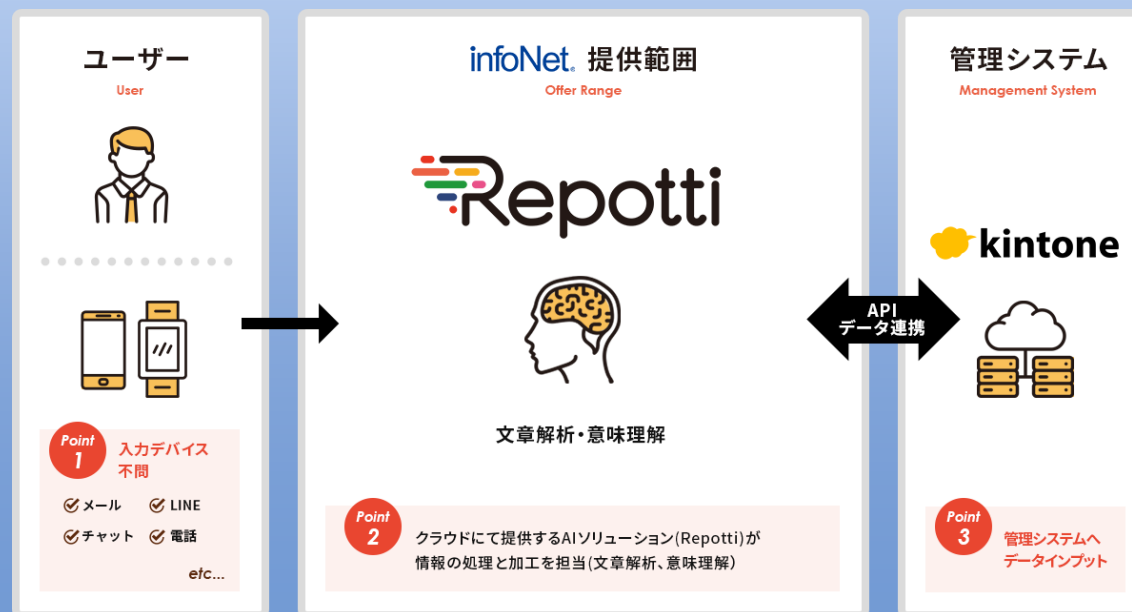 ユーザー
User
Point
1
入力デバイス
不問
メール
LINE
チャット
電話
etc...
infoNet. 提供範囲
Offer Range
Repotti
文章解析・意味理解
Point
2
クラウドにて提供するAIソリューション(Repotti)が
情報の処理と加工を担当(文章解析、意味理解)
API
データ連携
管理システム
Management System
kintone
Point
3
管理システムへ
データインプット